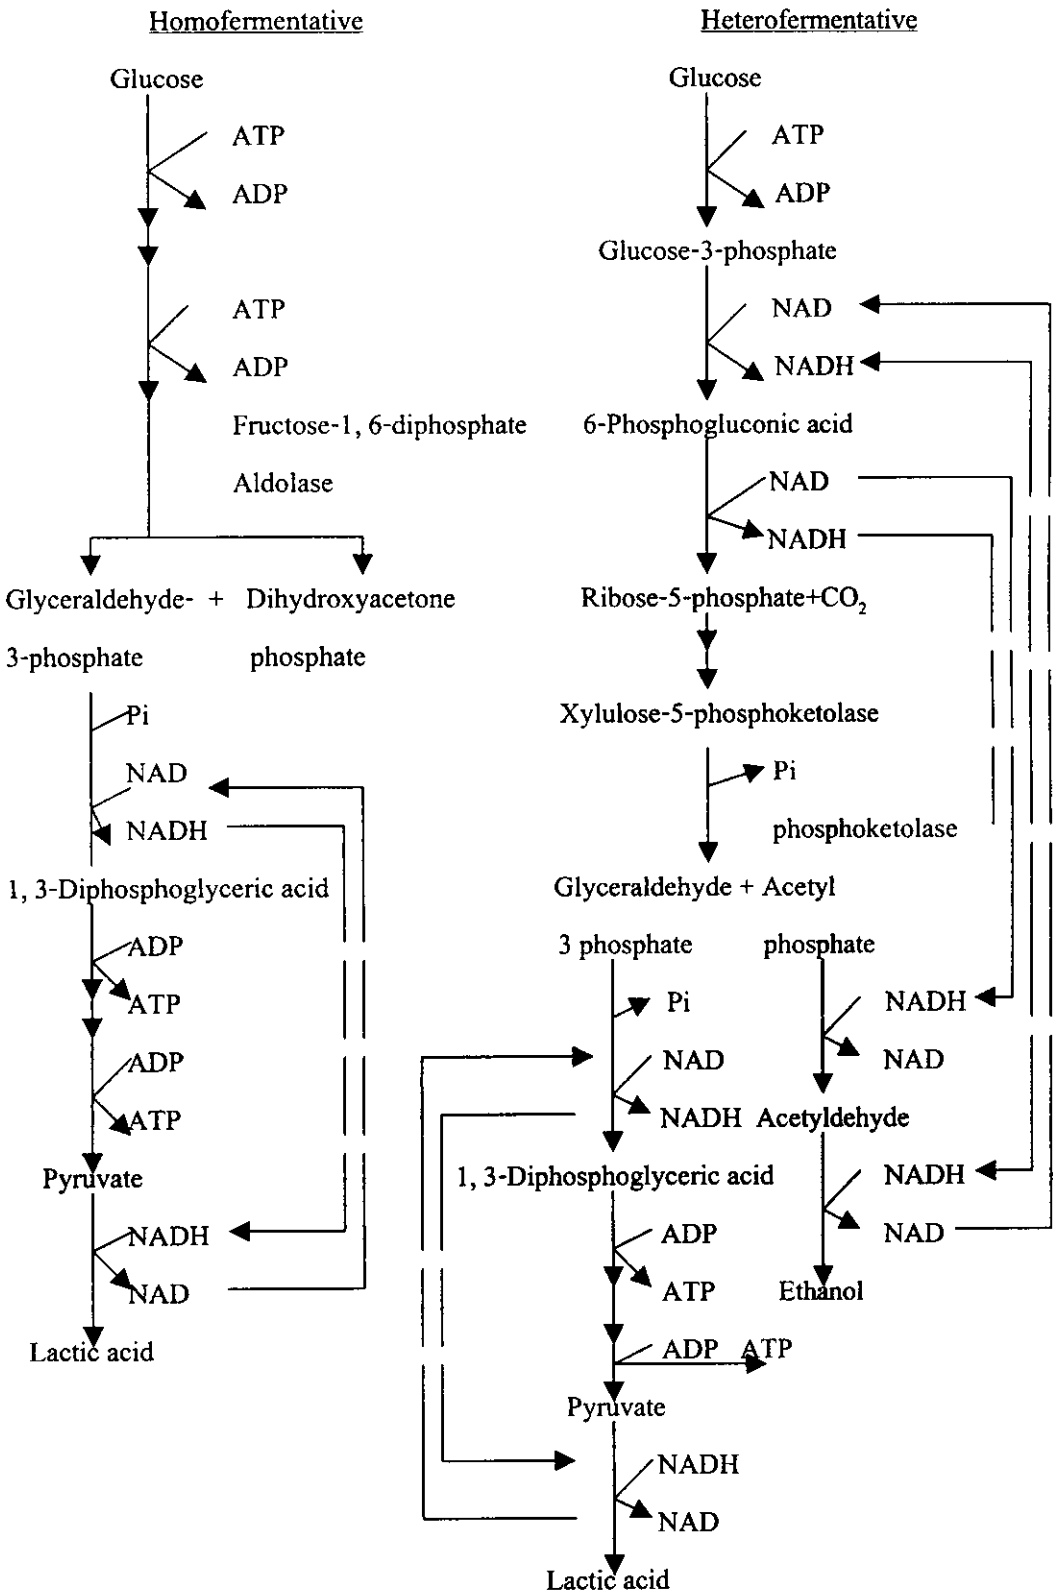 Homofermentative
Glucose
ATP
ADP
ATP
ADP
Fructose-1, 6-diphosphate
Aldolase
Glyceraldehyde- + Dihydroxyacetone
3-phosphate phosphate
Pi
NAD
NADH
1, 3-Diphosphoglyceric acid
ADP
ATP
ADP
ATP
Pyruvate
NADH
NAD
Lactic acid
Heterofermentative
Glucose
ATP
ADP
Glucose-3-phosphate
NAD
NADH
6-Phosphogluconic acid
NAD
NADH
Ribose-5-phosphate+CO₂
Xylulose-5-phosphoketolase
Pi
phosphoketolase
Glyceraldehyde + Acetyl
3 phosphate phosphate
Pi
NAD
NADH
1, 3-Diphosphoglyceric acid
ADP
ATP
ADP ATP
Pyruvate
NADH
NAD
Lactic acid
NADH
NAD
Acetyldehyde
NADH
NAD
Ethanol